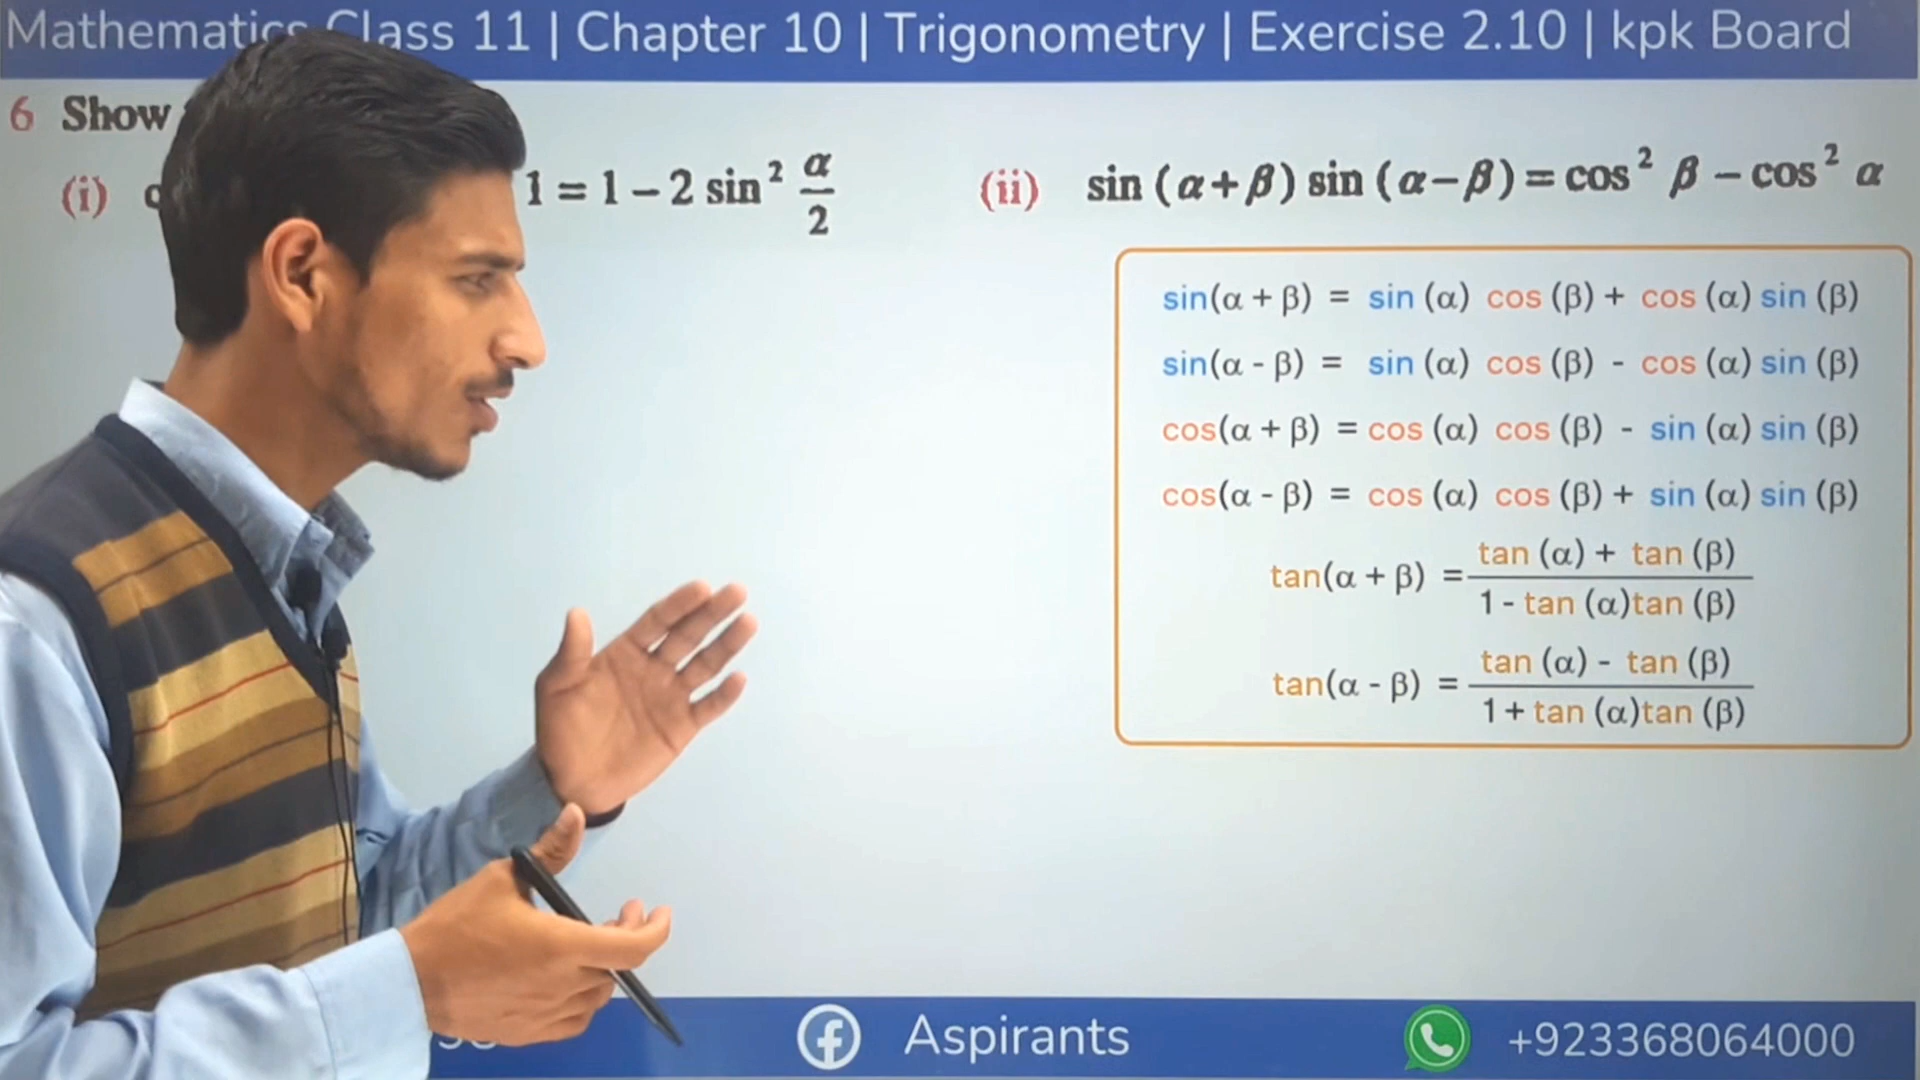 Mathematics Class 11 | Chapter 10 | Trigonometry | Exercise 2.10 | kpk Board
6 Show
(i) 1 = 1 − 2 sin² α/2
(ii) sin (α+β) sin (α−β) = cos² β − cos² α
sin(α + β) = sin (α) cos (β) + cos (α) sin (β)
sin(α - β) = sin (α) cos (β) - cos (α) sin (β)
cos(α + β) = cos (α) cos (β) - sin (α) sin (β)
cos(α - β) = cos (α) cos (β) + sin (α) sin (β)
tan(α + β) = tan (α) + tan (β) / 1 - tan (α)tan (β)
tan(α - β) = tan (α) - tan (β) / 1 + tan (α)tan (β)
Aspirants
+923368064000